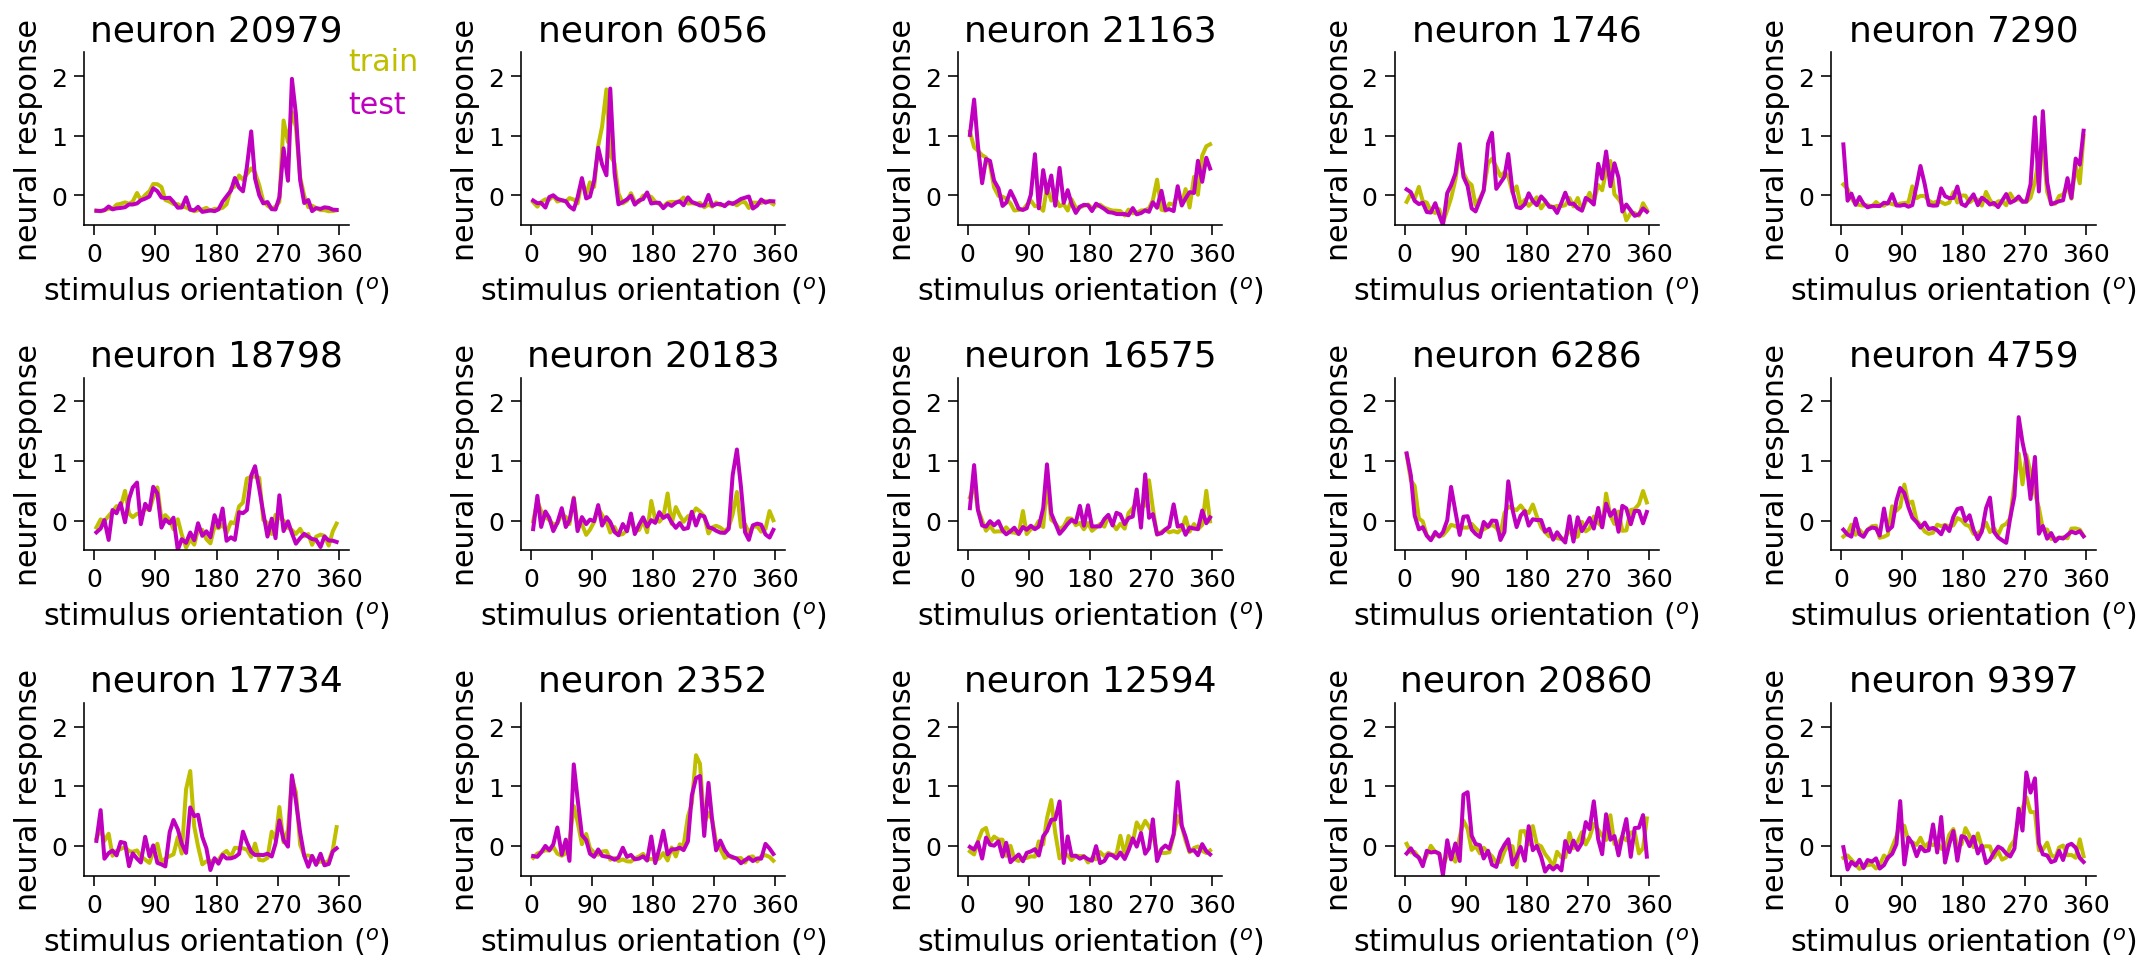 neuron 20979
neural response
2
1
0
train
test
0 90 180 270 360
stimulus orientation (°)
neuron 6056
neural response
2
1
0
0 90 180 270 360
stimulus orientation (°)
neuron 21163
neural response
2
1
0
0 90 180 270 360
stimulus orientation (°)
neuron 1746
neural response
2
1
0
0 90 180 270 360
stimulus orientation (°)
neuron 7290
neural response
2
1
0
0 90 180 270 360
stimulus orientation (°)
neuron 18798
neural response
2
1
0
0 90 180 270 360
stimulus orientation (°)
neuron 20183
neural response
2
1
0
0 90 180 270 360
stimulus orientation (°)
neuron 16575
neural response
2
1
0
0 90 180 270 360
stimulus orientation (°)
neuron 6286
neural response
2
1
0
0 90 180 270 360
stimulus orientation (°)
neuron 4759
neural response
2
1
0
0 90 180 270 360
stimulus orientation (°)
neuron 17734
neural response
2
1
0
0 90 180 270 360
stimulus orientation (°)
neuron 2352
neural response
2
1
0
0 90 180 270 360
stimulus orientation (°)
neuron 12594
neural response
2
1
0
0 90 180 270 360
stimulus orientation (°)
neuron 20860
neural response
2
1
0
0 90 180 270 360
stimulus orientation (°)
neuron 9397
neural response
2
1
0
0 90 180 270 360
stimulus orientation (°)